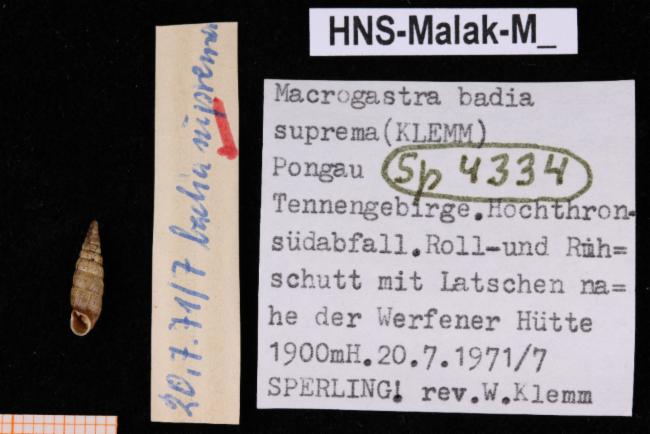 HNS-Malak-M_
20.7.71/7 badia suprema
Macrogastra badia
suprema(KLEMM)
Pongau Sp 4334
Tennengebirge.Hochthron-
südabfall.Roll-und Rüh=
schutt mit Latschen na=
he der Werfener Hütte
1900mH.20.7.1971/7
SPERLING! rev.W.Klemm